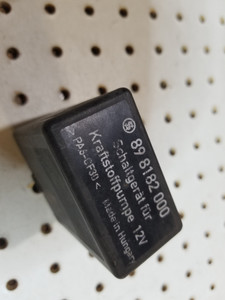 89 8182 000
Schaltgerät für
Kraftstoffpumpe 12V
>PA6-GF30<
Made in Hungary